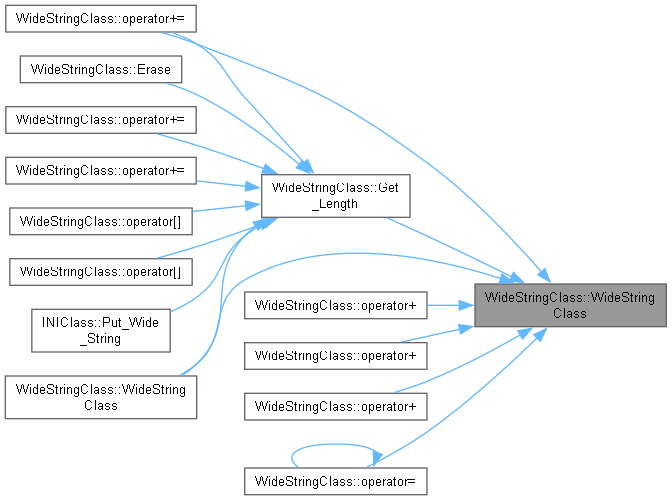 WideStringClass::operator+=
WideStringClass::Erase
WideStringClass::operator+=
WideStringClass::operator+=
WideStringClass::operator[]
WideStringClass::operator[]
INIClass::Put_Wide
_String
WideStringClass::WideString
Class
WideStringClass::Get
_Length
WideStringClass::operator+
WideStringClass::operator+
WideStringClass::operator+
WideStringClass::operator=
WideStringClass::WideString
Class